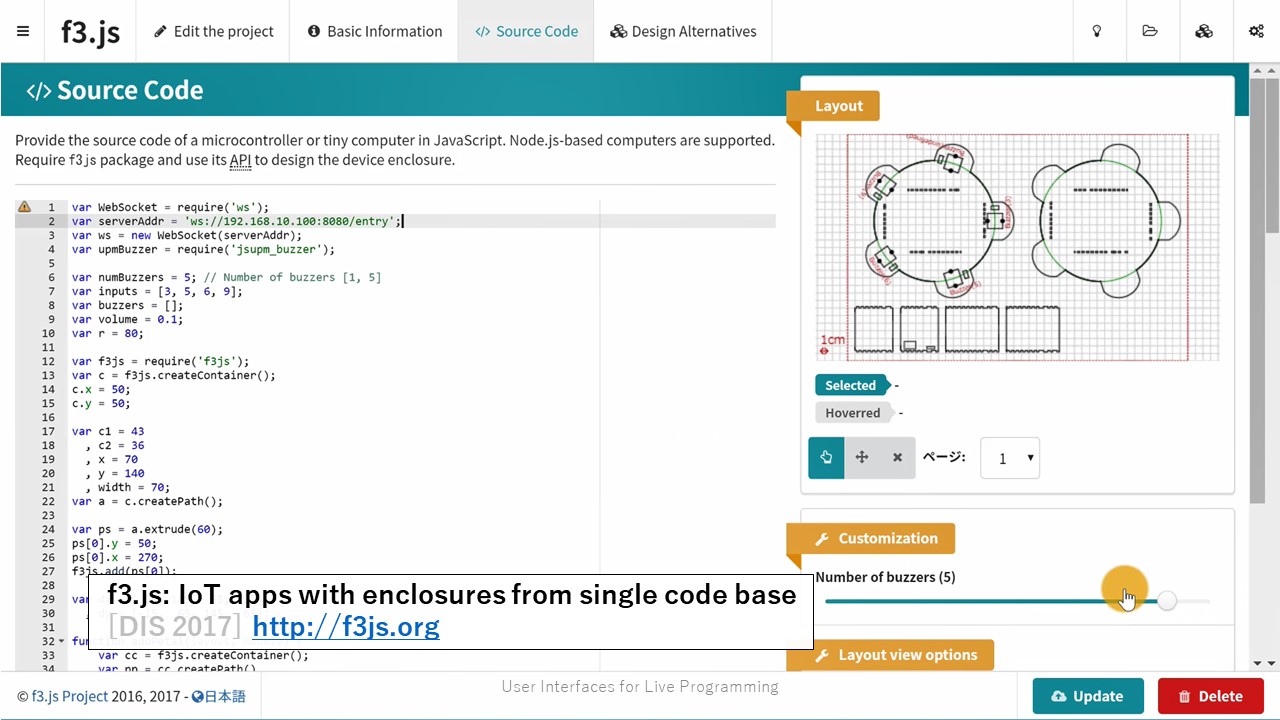 f3.js
Edit the project
Basic Information
</> Source Code
Design Alternatives
</> Source Code
Provide the source code of a microcontroller or tiny computer in JavaScript. Node.js-based computers are supported.
Require f3js package and use its API to design the device enclosure.
1 var WebSocket = require('ws');
2 var serverAddr = 'ws://192.168.10.100:8080/entry';
3 var ws = new WebSocket(serverAddr);
4 var upmBuzzer = require('jsupm_buzzer');
5
6 var numBuzzers = 5; // Number of buzzers [1, 5]
7 var inputs = [3, 5, 6, 9];
8 var buzzers = [];
9 var volume = 0.1;
10 var r = 80;
11
12 var f3js = require('f3js');
13 var c = f3js.createContainer();
14 c.x = 50;
15 c.y = 50;
16
17 var c1 = 43
18 , c2 = 36
19 , x = 70
20 , y = 140
21 , width = 70;
22 var a = c.createPath();
23
24 var ps = a.extrude(60);
25 ps[0].y = 50;
26 ps[0].x = 270;
27 f3js.add(ps[0]);
28
29 var
30
31
32 func
33 var cc = f3js.createContainer();
34 var pp = cc.createPath()
Layout
1cm
Selected -
Hoverred -
ページ: 1
Customization
Number of buzzers (5)
Layout view options
f3.js: IoT apps with enclosures from single code base
[DIS 2017] http://f3js.org
© f3.js Project 2016, 2017 - 日本語
User Interfaces for Live Programming
Update
Delete